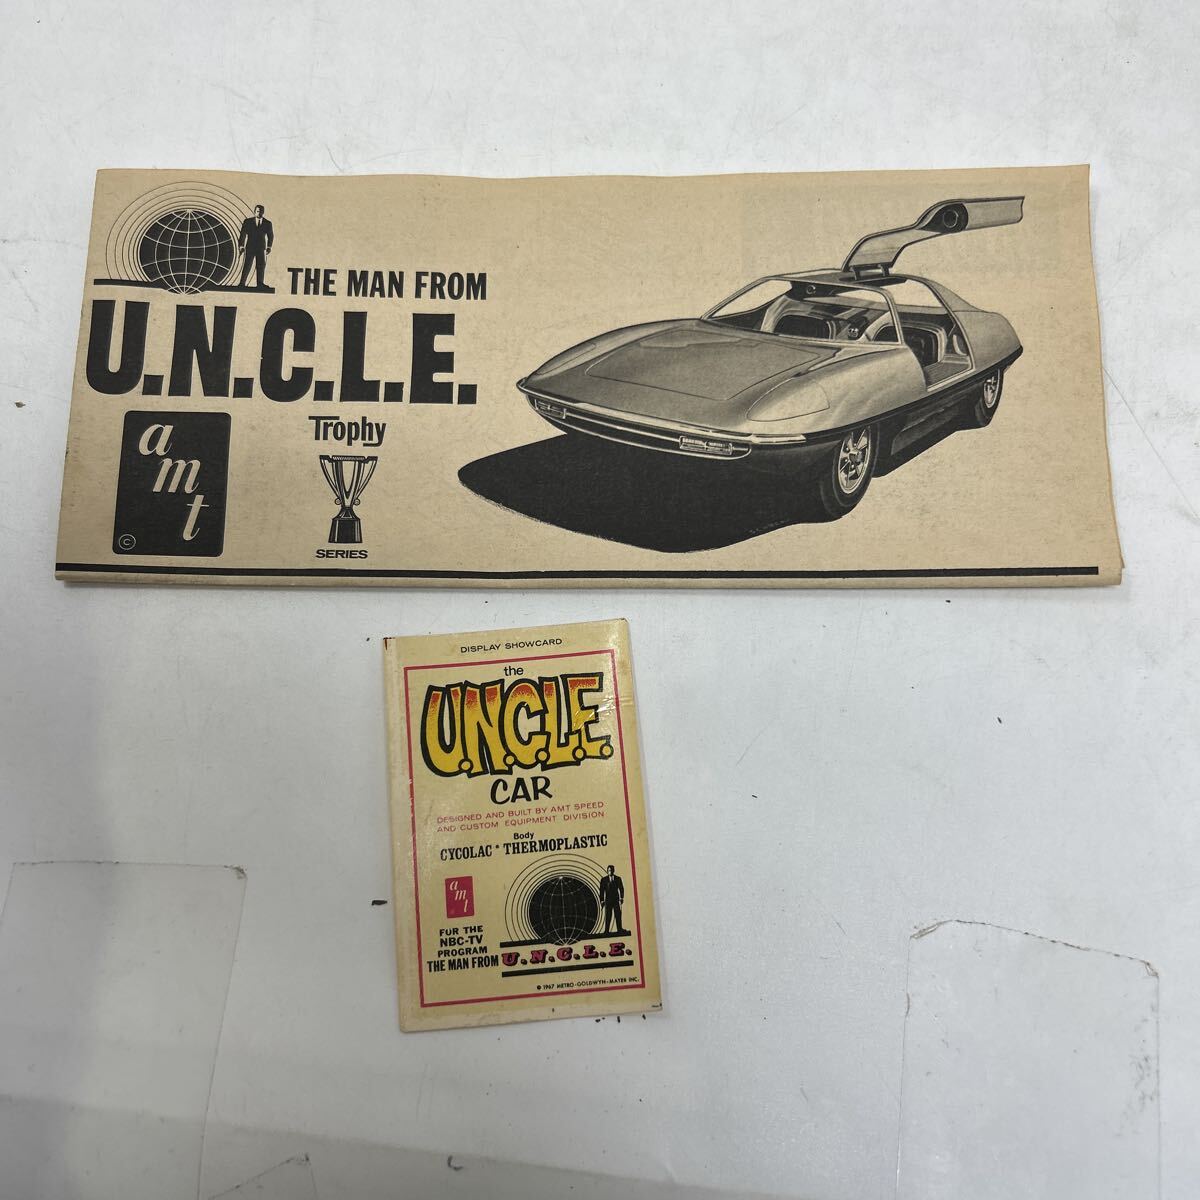 THE MAN FROM
U.N.C.L.E.
amt
©
Trophy
SERIES
DISPLAY SHOWCARD
the
U.N.C.L.E.
CAR
DESIGNED AND BUILT BY AMT SPEED
AND CUSTOM EQUIPMENT DIVISION
Body
CYCOLAC ® THERMOPLASTIC
amt
FOR THE
NBC-TV
PROGRAM
THE MAN FROM U.N.C.L.E.
© 1967 METRO-GOLDWYN-MAYER INC.